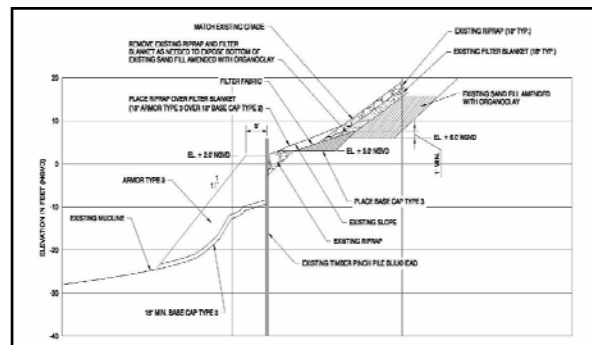 MATCH EXISTING GRADE
REMOVE EXISTING RIPRAP AND FILTER
BLANKET AS NEEDED TO EXPOSE BOTTOM OF
EXISTING SAND FILL AMENDED WITH ORGANOCLAY
FILTER FABRIC
PLACE RIPRAP OVER FILTER BLANKET
(10" ARMOR TYPE 3 OVER 10" BASE CAP TYPE 2)
EXISTING RIPRAP (18" TYP.)
EXISTING FILTER BLANKET (18" TYP.)
EXISTING SAND FILL AMENDED
WITH ORGANOCLAY
EL. + 6.0' NGVD
1' MIN.
EL. + 3.0' NGVD
EL. + 2.0' NGVD
PLACE BASE CAP TYPE 3
EXISTING SLOPE
EXISTING RIPRAP
EXISTING TIMBER PINCH PILE BULKHEAD
ARMOR TYPE 3
1
1
EXISTING MUDLINE
18" MIN. BASE CAP TYPE
ELEVATION IN FEET (NGVD)
20
10
0
-10
-20
-30
-40